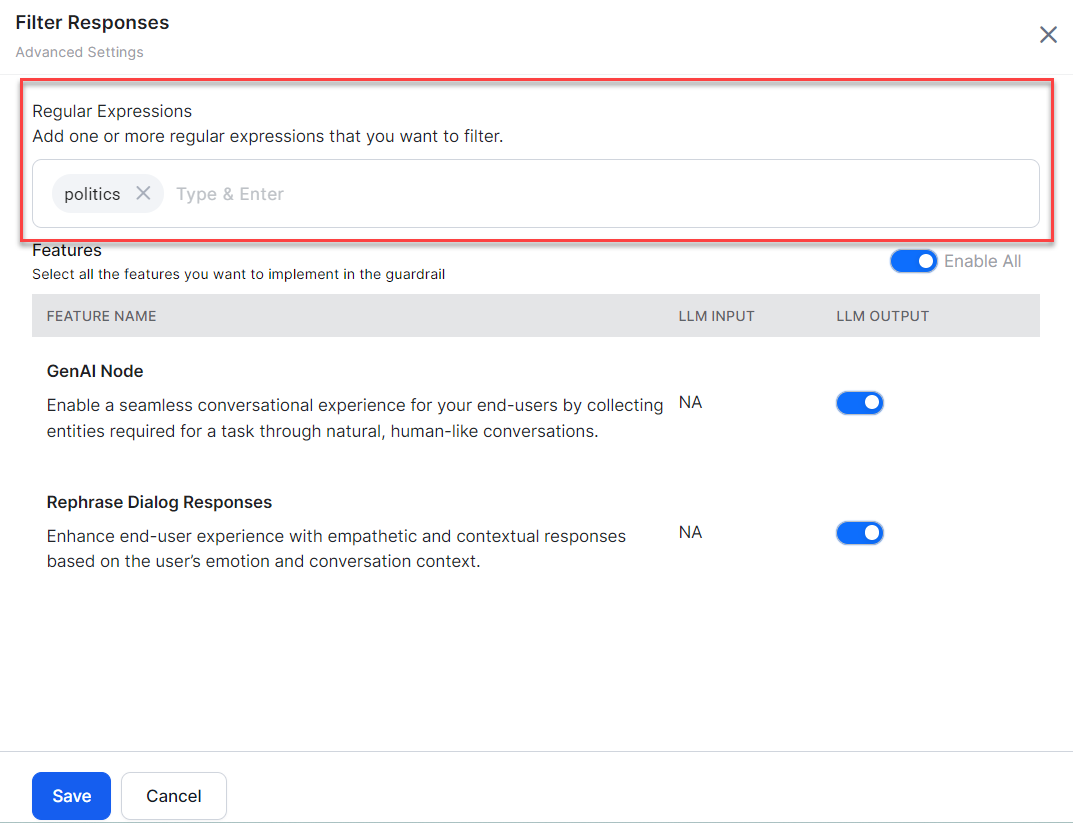 Filter Responses
Advanced Settings
Regular Expressions
Add one or more regular expressions that you want to filter.
politics Type & Enter
Features
Select all the features you want to implement in the guardrail
Enable All
FEATURE NAME LLM INPUT LLM OUTPUT
GenAI Node
Enable a seamless conversational experience for your end-users by collecting NA
entities required for a task through natural, human-like conversations.
Rephrase Dialog Responses
Enhance end-user experience with empathetic and contextual responses NA
based on the user’s emotion and conversation context.
Save Cancel